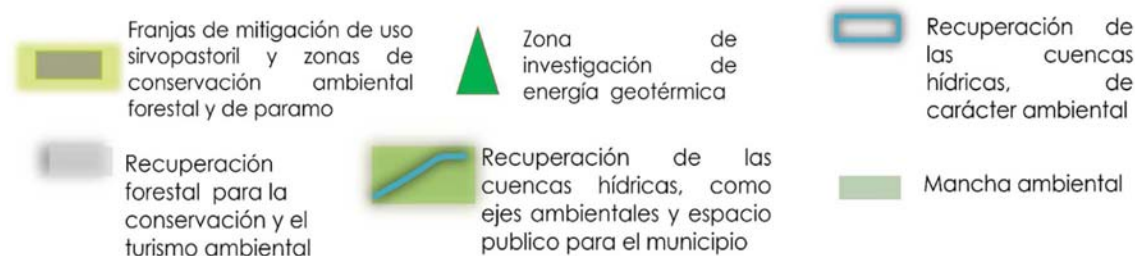 Franjas de mitigación de uso
sirvopastoril y zonas de
conservación ambiental
forestal y de paramo
Zona de
investigación de
energía geotérmica
Recuperación de
las cuencas
hídricas, de
carácter ambiental
Recuperación
forestal para la
conservación y el
turismo ambiental
Recuperación de las
cuencas hídricas, como
ejes ambientales y espacio
publico para el municipio
Mancha ambiental